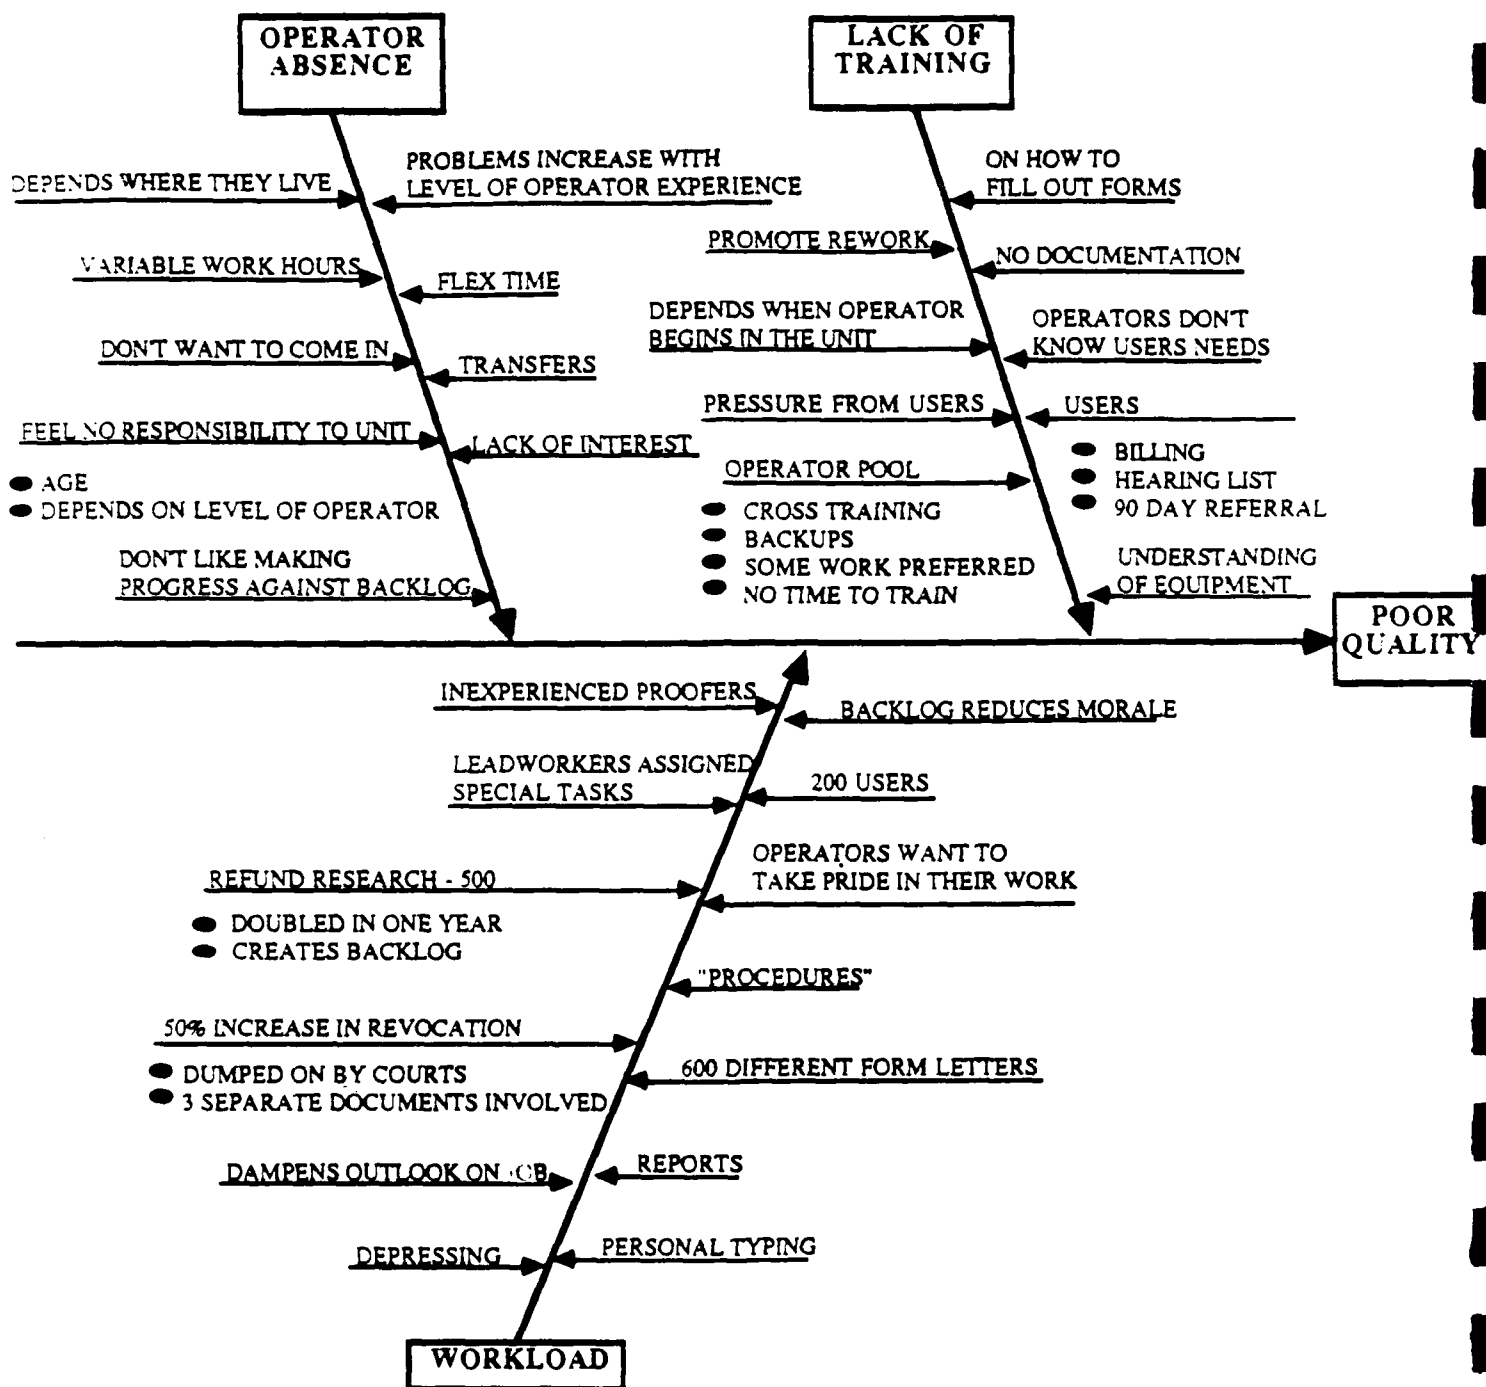 OPERATOR
ABSENCE
LACK OF
TRAINING
DEPENDS WHERE THEY LIVE
PROBLEMS INCREASE WITH
LEVEL OF OPERATOR EXPERIENCE
VARIABLE WORK HOURS
FLEX TIME
DON'T WANT TO COME IN
TRANSFERS
FEEL NO RESPONSIBILITY TO UNIT
LACK OF INTEREST
● AGE
● DEPENDS ON LEVEL OF OPERATOR
DON'T LIKE MAKING
PROGRESS AGAINST BACKLOG
ON HOW TO
FILL OUT FORMS
PROMOTE REWORK
NO DOCUMENTATION
DEPENDS WHEN OPERATOR
BEGINS IN THE UNIT
OPERATORS DON'T
KNOW USERS NEEDS
PRESSURE FROM USERS
USERS
● BILLING
● HEARING LIST
● 90 DAY REFERRAL
OPERATOR POOL
● CROSS TRAINING
● BACKUPS
● SOME WORK PREFERRED
● NO TIME TO TRAIN
UNDERSTANDING
OF EQUIPMENT
POOR
QUALITY
INEXPERIENCED PROOFERS
BACKLOG REDUCES MORALE
LEADWORKERS ASSIGNED
SPECIAL TASKS
200 USERS
OPERATORS WANT TO
TAKE PRIDE IN THEIR WORK
REFUND RESEARCH - 500
● DOUBLED IN ONE YEAR
● CREATES BACKLOG
"PROCEDURES"
50% INCREASE IN REVOCATION
● DUMPED ON BY COURTS
● 3 SEPARATE DOCUMENTS INVOLVED
600 DIFFERENT FORM LETTERS
DAMPENS OUTLOOK ON JOB
REPORTS
DEPRESSING
PERSONAL TYPING
WORKLOAD